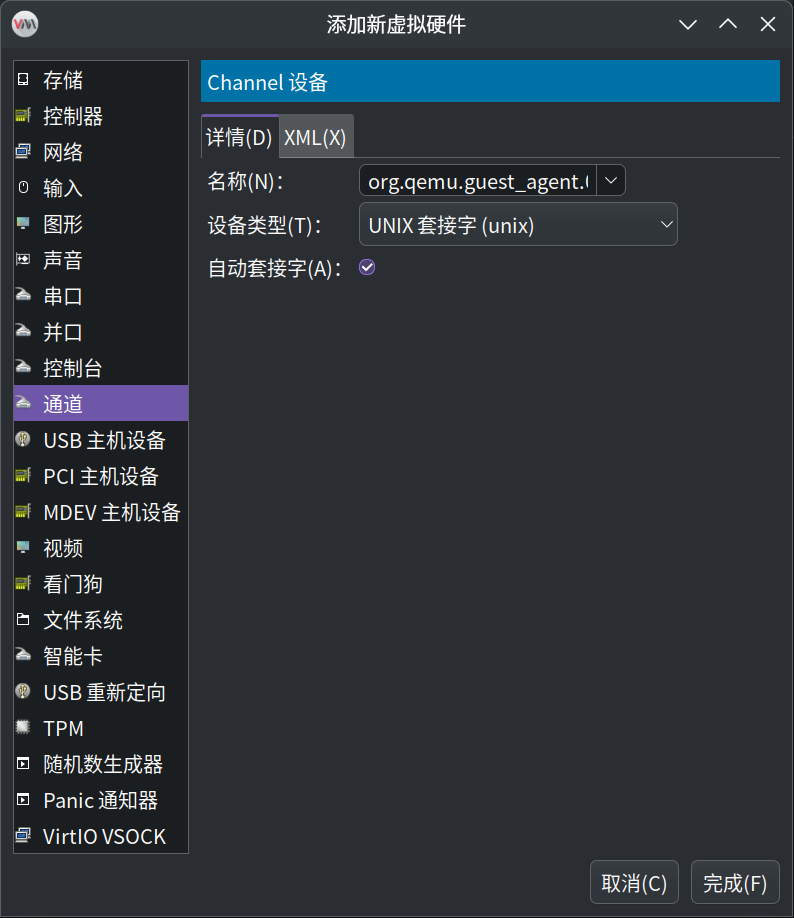 添加新虚拟硬件
存储
控制器
网络
输入
图形
声音
串口
并口
控制台
通道
USB 主机设备
PCI 主机设备
MDEV 主机设备
视频
看门狗
文件系统
智能卡
USB 重新定向
TPM
随机数生成器
Panic 通知器
VirtIO VSOCK
Channel 设备
详情(D) XML(X)
名称(N)： org.qemu.guest_agent.
设备类型(T)： UNIX 套接字 (unix)
自动套接字(A)：
取消(C) 完成(F)